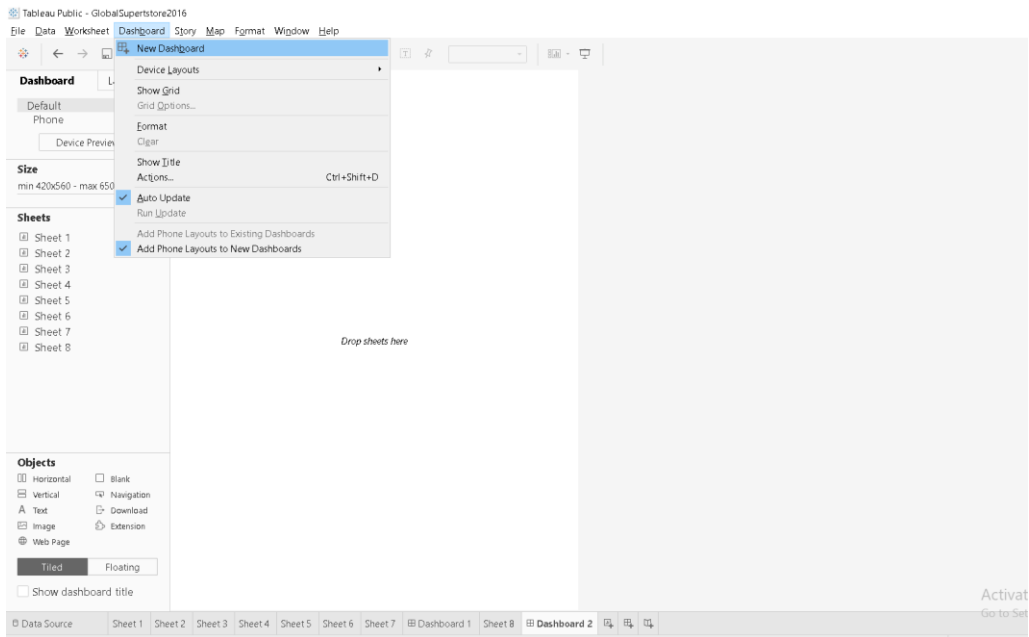 Tableau Public - GlobalSupertstore2016
File Data Worksheet Dashboard Story Map Format Window Help
New Dashboard
Device Layouts
Show Grid
Grid Options...
Format
Clear
Show Title
Actions... Ctrl+Shift+D
Auto Update
Run Update
Add Phone Layouts to Existing Dashboards
Add Phone Layouts to New Dashboards
Dashboard
Default
Phone
Device Preview
Size
min 420x560 - max 650
Sheets
Sheet 1
Sheet 2
Sheet 3
Sheet 4
Sheet 5
Sheet 6
Sheet 7
Sheet 8
Drop sheets here
Objects
Horizontal Blank
Vertical Navigation
A Text Download
Image Extension
Web Page
Tiled Floating
Show dashboard title
Activat
Go to Set
Data Source Sheet 1 Sheet 2 Sheet 3 Sheet 4 Sheet 5 Sheet 6 Sheet 7 Dashboard 1 Sheet 8 Dashboard 2